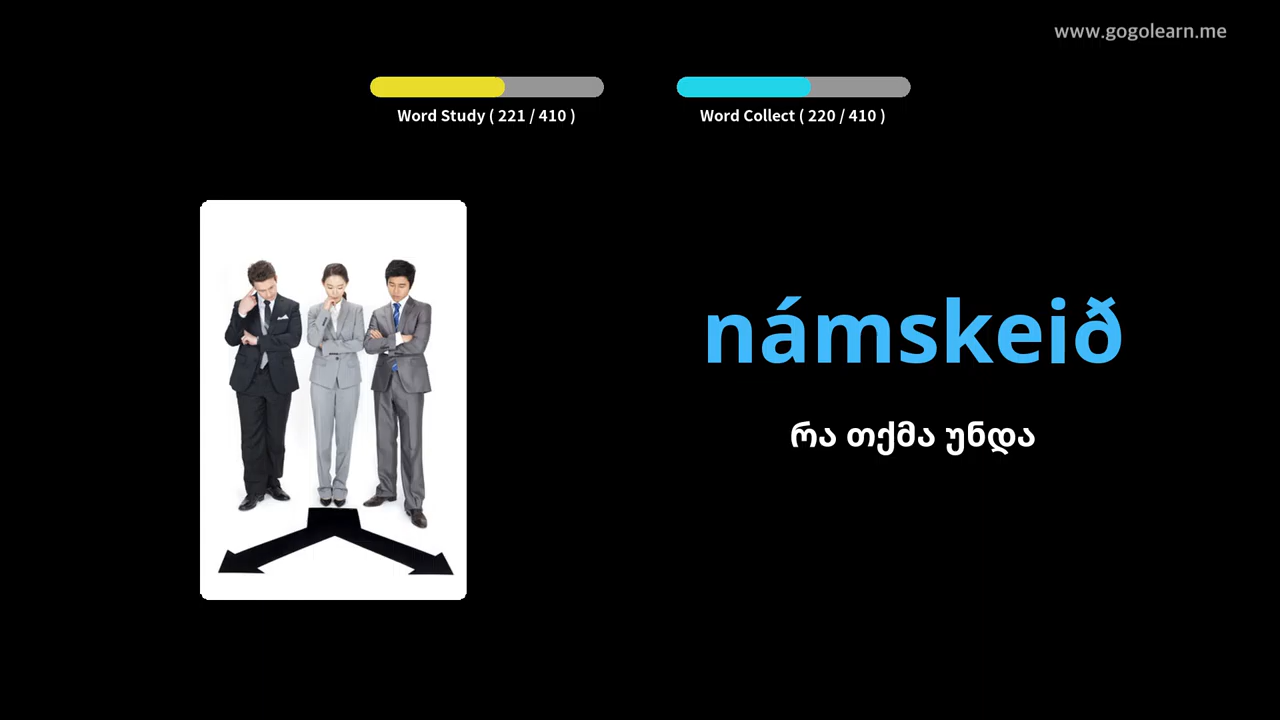 www.gogolearn.me
Word Study ( 221 / 410 )
Word Collect ( 220 / 410 )
námskeið
რა თქმა უნდა